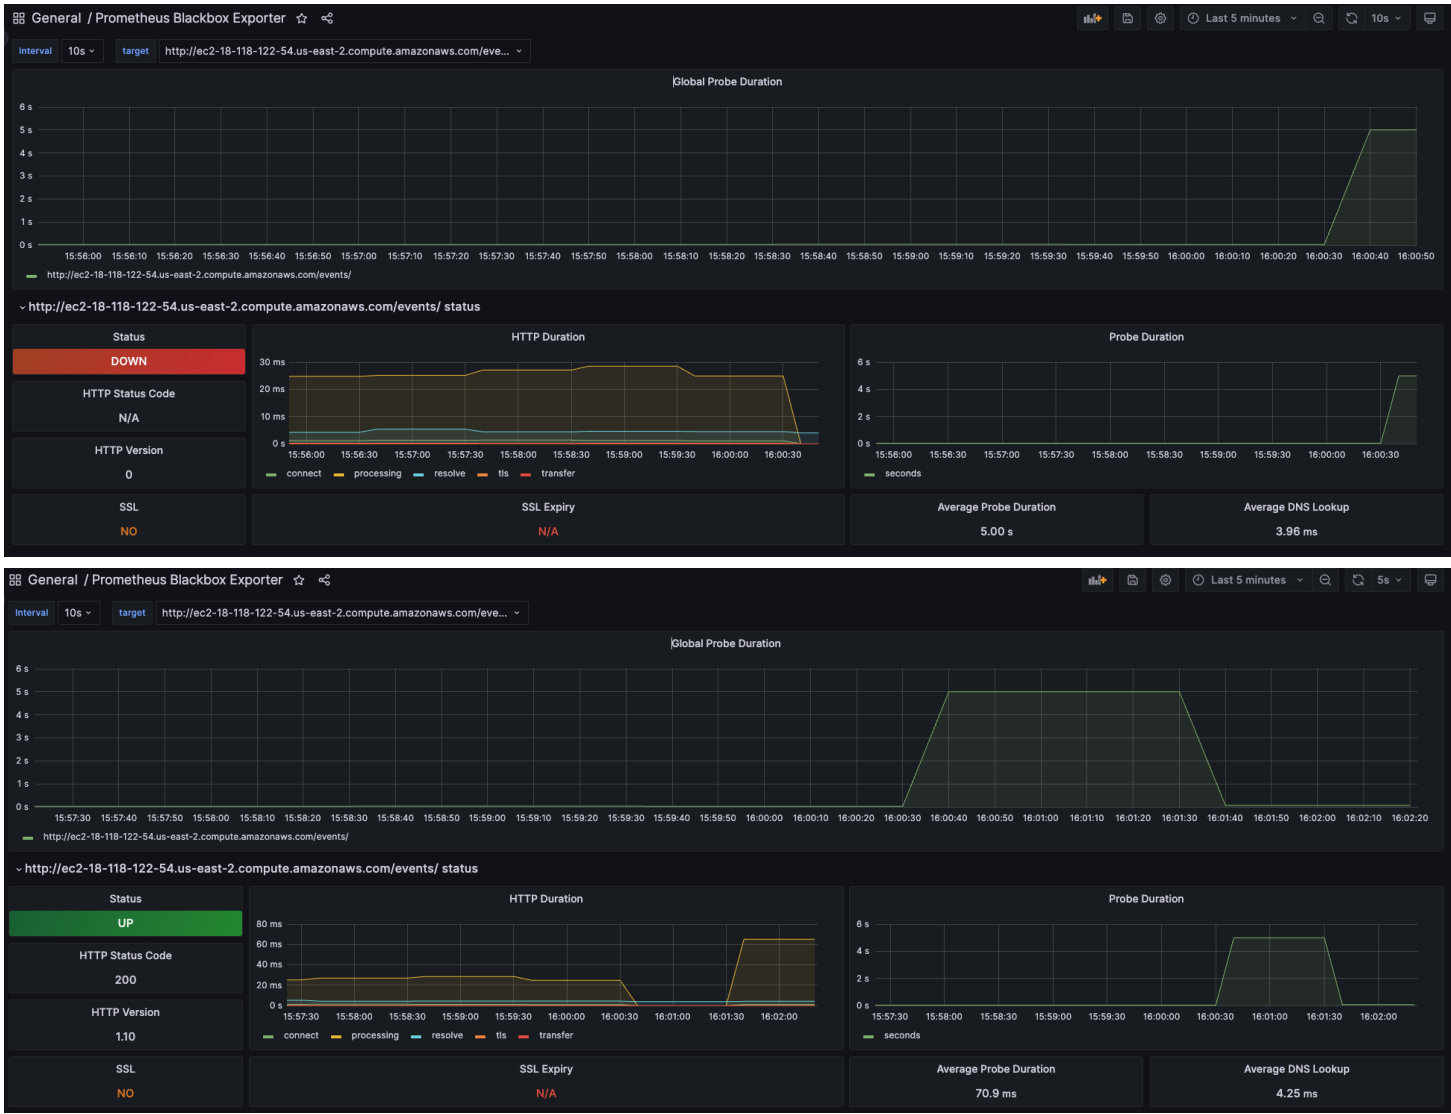 General / Prometheus Blackbox Exporter
Last 5 minutes 10s
Interval 10s target http://ec2-18-118-122-54.us-east-2.compute.amazonaws.com/eve...
Global Probe Duration
6 s
5 s
4 s
3 s
2 s
1 s
0 s
15:56:00 15:56:10 15:56:20 15:56:30 15:56:40 15:56:50 15:57:00 15:57:10 15:57:20 15:57:30 15:57:40 15:57:50 15:58:00 15:58:10 15:58:20 15:58:30 15:58:40 15:58:50 15:59:00 15:59:10 15:59:20 15:59:30 15:59:40 15:59:50 16:00:00 16:00:10 16:00:20 16:00:30 16:00:40 16:00:50
http://ec2-18-118-122-54.us-east-2.compute.amazonaws.com/events/
http://ec2-18-118-122-54.us-east-2.compute.amazonaws.com/events/ status
Status
DOWN
HTTP Status Code
N/A
HTTP Version
0
SSL
NO
HTTP Duration
30 ms
20 ms
10 ms
0 s
15:56:00 15:56:30 15:57:00 15:57:30 15:58:00 15:58:30 15:59:00 15:59:30 16:00:00 16:00:30
connect processing resolve tls transfer
SSL Expiry
N/A
Probe Duration
6 s
4 s
2 s
0 s
15:56:00 15:56:30 15:57:00 15:57:30 15:58:00 15:58:30 15:59:00 15:59:30 16:00:00 16:00:30
seconds
Average Probe Duration
5.00 s
Average DNS Lookup
3.96 ms
General / Prometheus Blackbox Exporter
Last 5 minutes 5s
Interval 10s target http://ec2-18-118-122-54.us-east-2.compute.amazonaws.com/eve...
Global Probe Duration
6 s
5 s
4 s
3 s
2 s
1 s
0 s
15:57:30 15:57:40 15:57:50 15:58:00 15:58:10 15:58:20 15:58:30 15:58:40 15:58:50 15:59:00 15:59:10 15:59:20 15:59:30 15:59:40 15:59:50 16:00:00 16:00:10 16:00:20 16:00:30 16:00:40 16:00:50 16:01:00 16:01:10 16:01:20 16:01:30 16:01:40 16:01:50 16:02:00 16:02:10 16:02:20
http://ec2-18-118-122-54.us-east-2.compute.amazonaws.com/events/
http://ec2-18-118-122-54.us-east-2.compute.amazonaws.com/events/ status
Status
UP
HTTP Status Code
200
HTTP Version
1.10
SSL
NO
HTTP Duration
80 ms
60 ms
40 ms
20 ms
0 s
15:57:30 15:58:00 15:58:30 15:59:00 15:59:30 16:00:00 16:00:30 16:01:00 16:01:30 16:02:00
connect processing resolve tls transfer
SSL Expiry
N/A
Probe Duration
6 s
4 s
2 s
0 s
15:57:30 15:58:00 15:58:30 15:59:00 15:59:30 16:00:00 16:00:30 16:01:00 16:01:30 16:02:00
seconds
Average Probe Duration
70.9 ms
Average DNS Lookup
4.25 ms